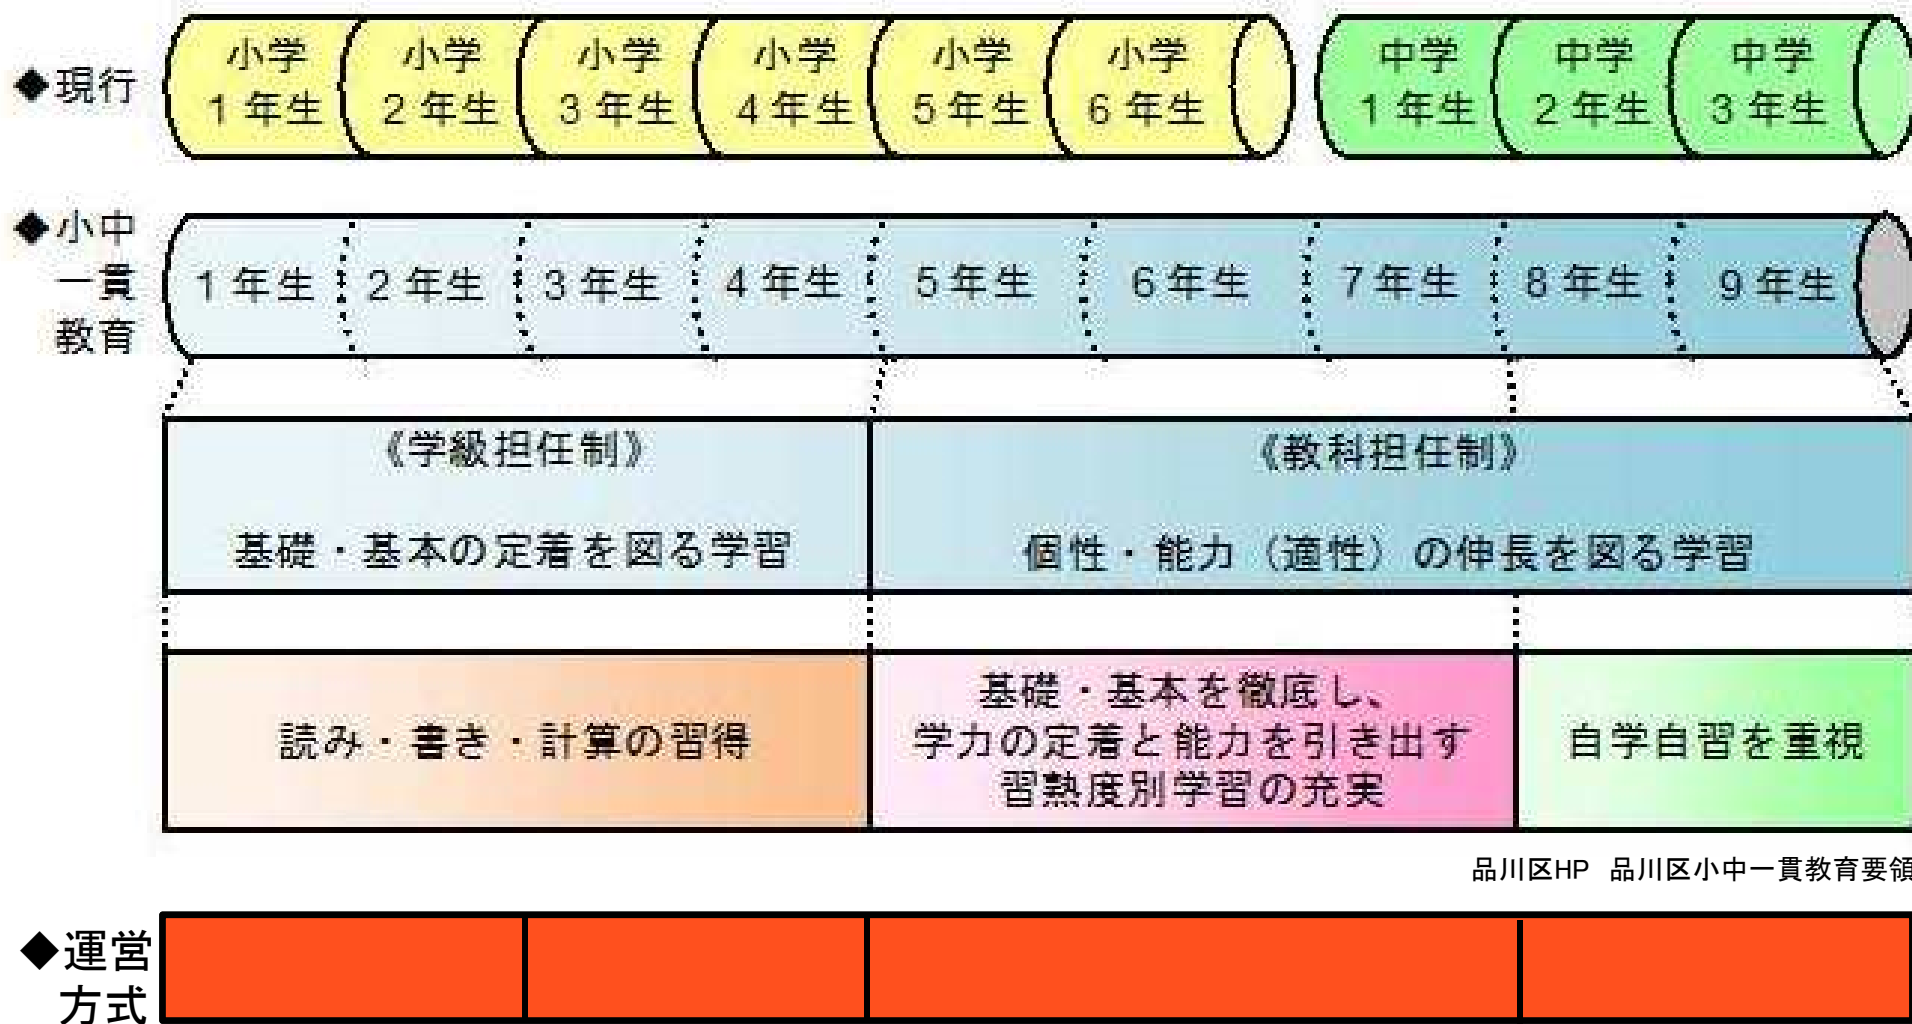 ◆現行
小学
1年生
小学
2年生
小学
3年生
小学
4年生
小学
5年生
小学
6年生
中学
1年生
中学
2年生
中学
3年生
◆小中
一貫
教育
1年生
2年生
3年生
4年生
5年生
6年生
7年生
8年生
9年生
《学級担任制》
基礎・基本の定着を図る学習
《教科担任制》
個性・能力（適性）の伸長を図る学習
読み・書き・計算の習得
基礎・基本を徹底し、
学力の定着と能力を引き出す
習熟度別学習の充実
自学自習を重視
品川区HP　品川区小中一貫教育要領
◆運営
方式